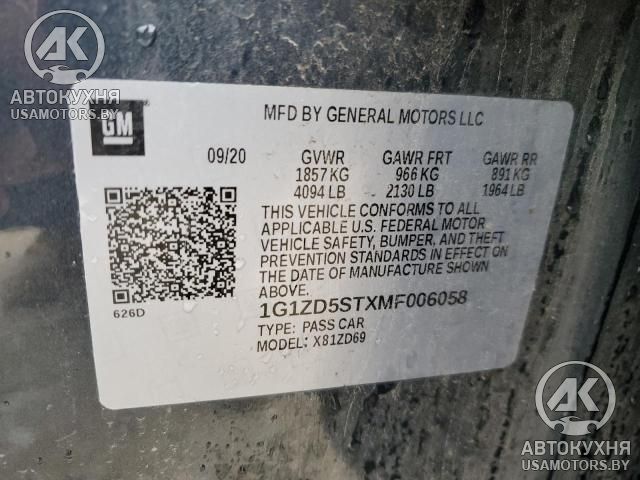 АК
АВТОКУХНЯ
USAMOTORS.BY
GM
MFD BY GENERAL MOTORS LLC
09/20 GVWR GAWR FRT GAWR RR
1857 KG 966 KG 891 KG
4094 LB 2130 LB 1964 LB
THIS VEHICLE CONFORMS TO ALL
APPLICABLE U.S. FEDERAL MOTOR
VEHICLE SAFETY, BUMPER, AND THEFT
PREVENTION STANDARDS IN EFFECT ON
THE DATE OF MANUFACTURE SHOWN
ABOVE.
626D
1G1ZD5STXMF006058
TYPE: PASS CAR
MODEL: X81ZD69
АК
АВТОКУХНЯ
USAMOTORS.BY